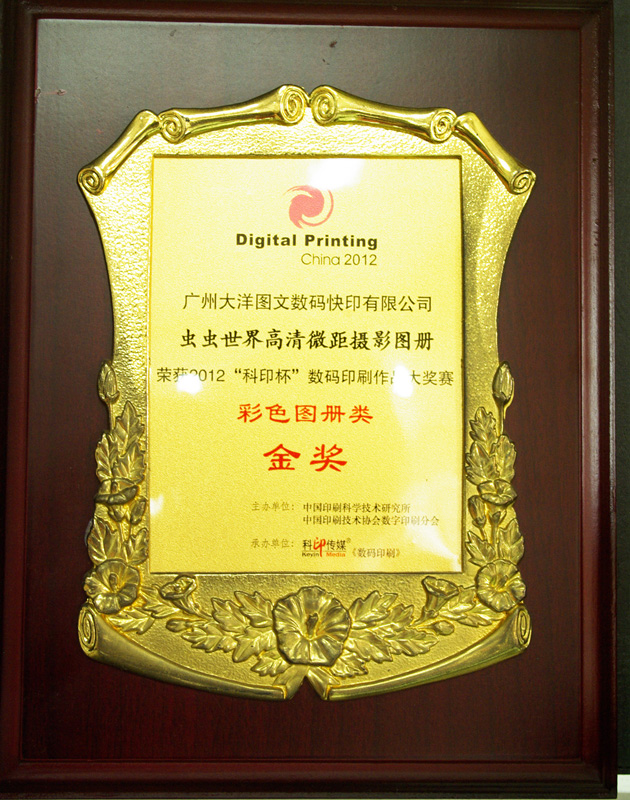 Digital Printing
China 2012
广州大洋图文数码快印有限公司
虫虫世界高清微距摄影图册
荣获2012“科印杯”数码印刷作品大奖赛
彩色图册类
金奖
主办单位：中国印刷科学技术研究所
中国印刷技术协会数字印刷分会
承办单位：科印传媒® Keyin Media《数码印刷》